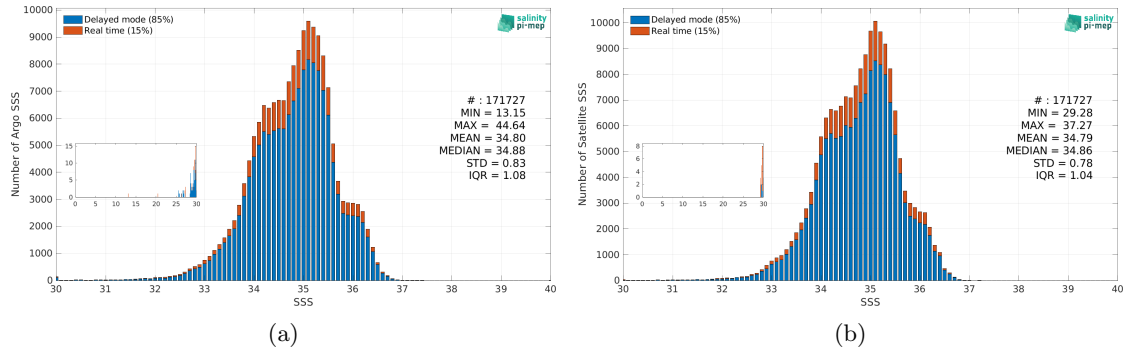 Delayed mode (85%)
Real time (15%)
salinity
pi-mep
Number of Argo SSS
10000
9000
8000
7000
6000
5000
4000
3000
2000
1000
0
# : 171727
MIN = 13.15
MAX = 44.64
MEAN = 34.80
MEDIAN = 34.88
STD = 0.83
IQR = 1.08
15
10
5
0
0 5 10 15 20 25 30
30 31 32 33 34 35 36 37 38 39 40
SSS
(a)
Delayed mode (85%)
Real time (15%)
salinity
pi-mep
Number of Satellite SSS
10000
9000
8000
7000
6000
5000
4000
3000
2000
1000
0
# : 171727
MIN = 29.28
MAX = 37.27
MEAN = 34.79
MEDIAN = 34.86
STD = 0.78
IQR = 1.04
8
6
4
2
0
0 5 10 15 20 25 30
30 31 32 33 34 35 36 37 38 39 40
SSS
(b)